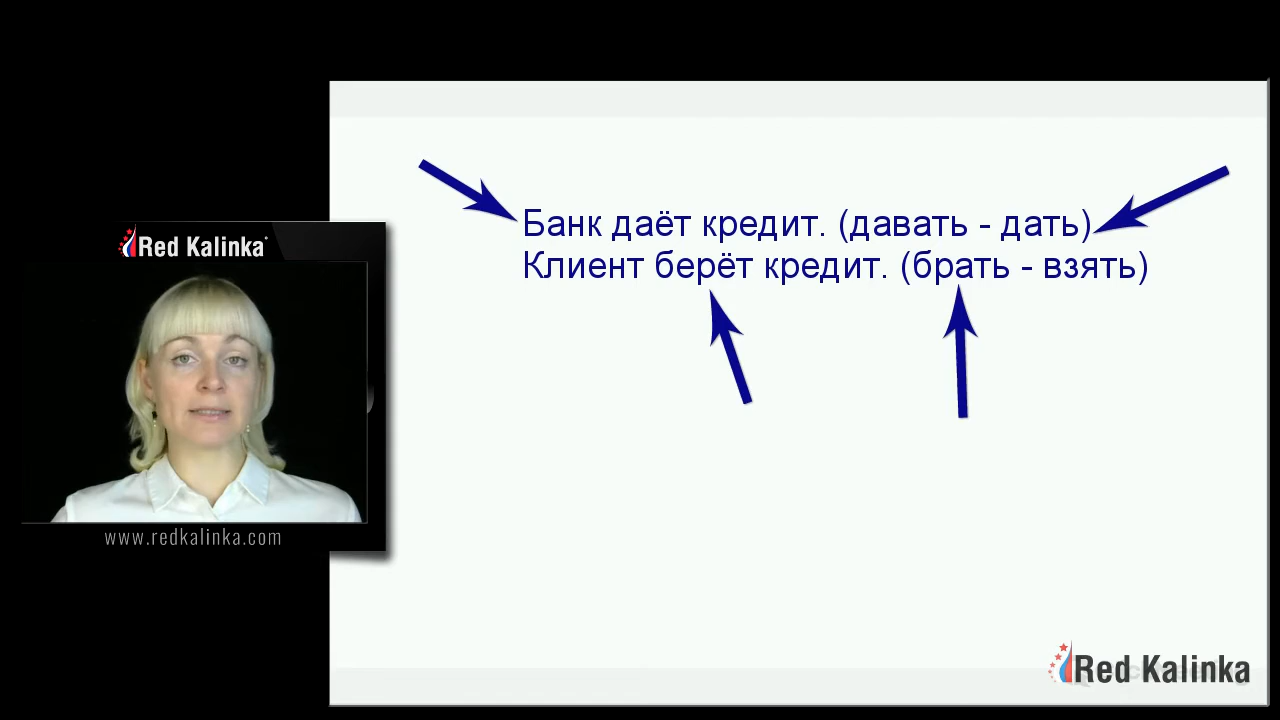 Red Kalinka
www.redkalinka.com
Банк даёт кредит. (давать - дать)
Клиент берёт кредит. (брать - взять)
Red Kalinka